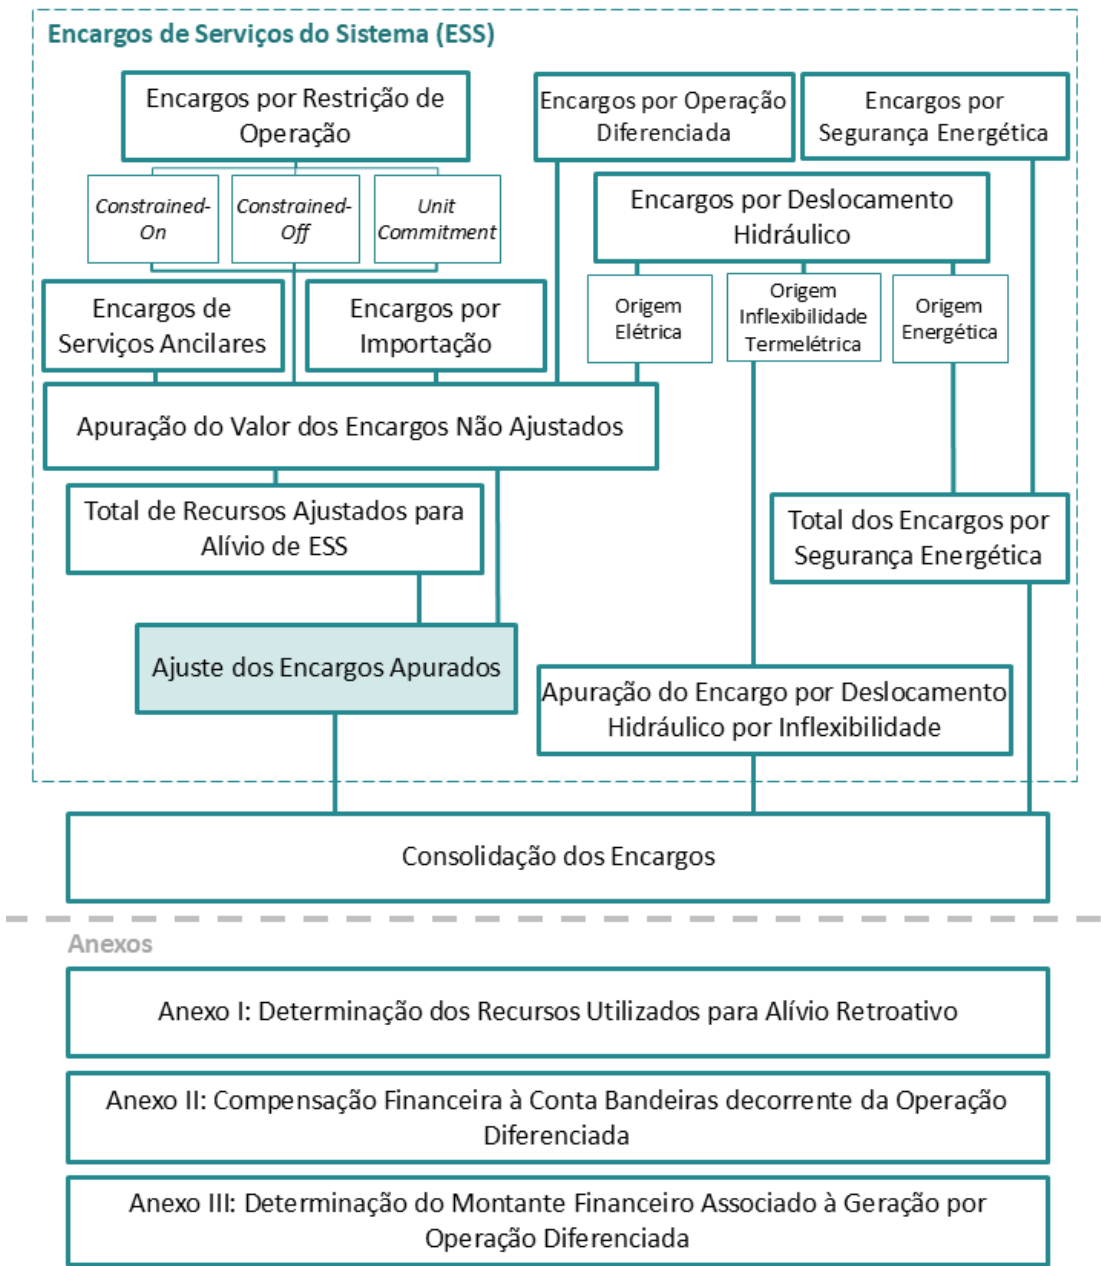 Encargos de Serviços do Sistema (ESS)
Encargos por Restrição de
Operação
Constrained-
On
Constrained-
Off
Unit
Commitment
Encargos por Operação
Diferenciada
Encargos por
Segurança Energética
Encargos por Deslocamento
Hidráulico
Encargos de
Serviços Ancilares
Encargos por
Importação
Origem
Elétrica
Origem
Inflexibilidade
Termelétrica
Origem
Energética
Apuração do Valor dos Encargos Não Ajustados
Total de Recursos Ajustados para
Alívio de ESS
Total dos Encargos por
Segurança Energética
Ajuste dos Encargos Apurados
Apuração do Encargo por Deslocamento
Hidráulico por Inflexibilidade
Consolidação dos Encargos
Anexos
Anexo I: Determinação dos Recursos Utilizados para Alívio Retroativo
Anexo II: Compensação Financeira à Conta Bandeiras decorrente da Operação
Diferenciada
Anexo III: Determinação do Montante Financeiro Associado à Geração por
Operação Diferenciada